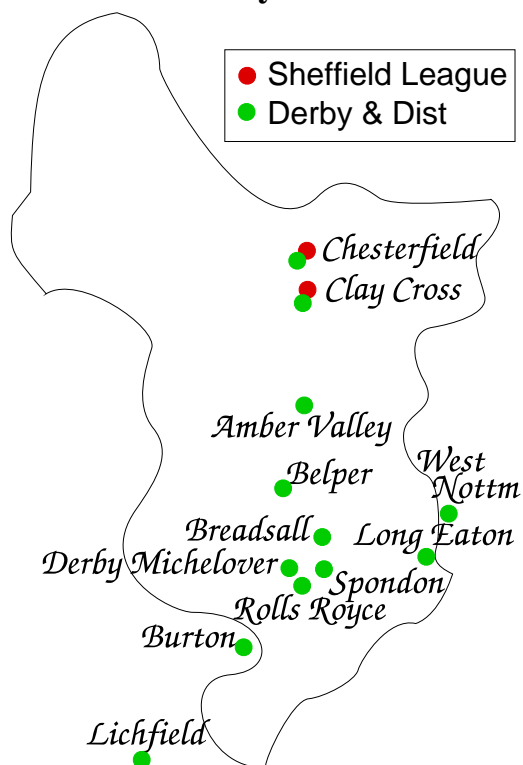 Sheffield League
Derby & Dist
Chesterfield
Clay Cross
Amber Valley
West
Nottm
Belper
Breadsall
Long Eaton
Derby Michelover
Spondon
Rolls Royce
Burton
Lichfield